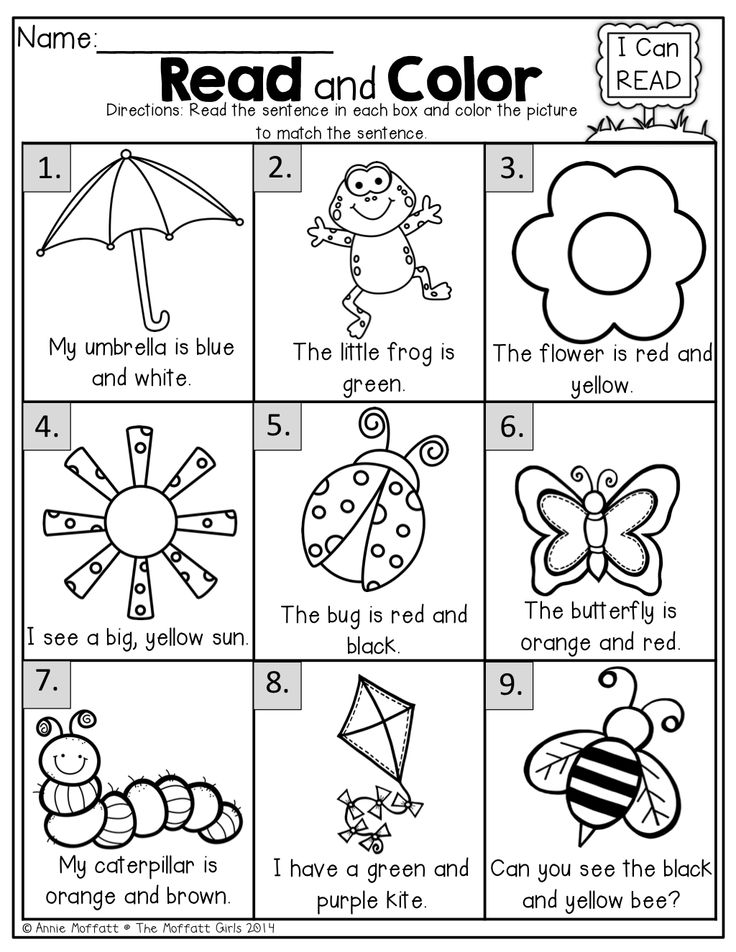 Name:
I Can
READ
Read and Color
Directions: Read the sentence in each box and color the picture
to match the sentence.
1.
My umbrella is blue
and white.
2.
The little frog is
green.
3.
The flower is red and
yellow.
4.
I see a big, yellow sun.
5.
The bug is red and
black.
6.
The butterfly is
orange and red.
7.
My caterpillar is
orange and brown.
8.
I have a green and
purple kite.
9.
Can you see the black
and yellow bee?
© Annie Moffatt @ The Moffatt Girls 2014